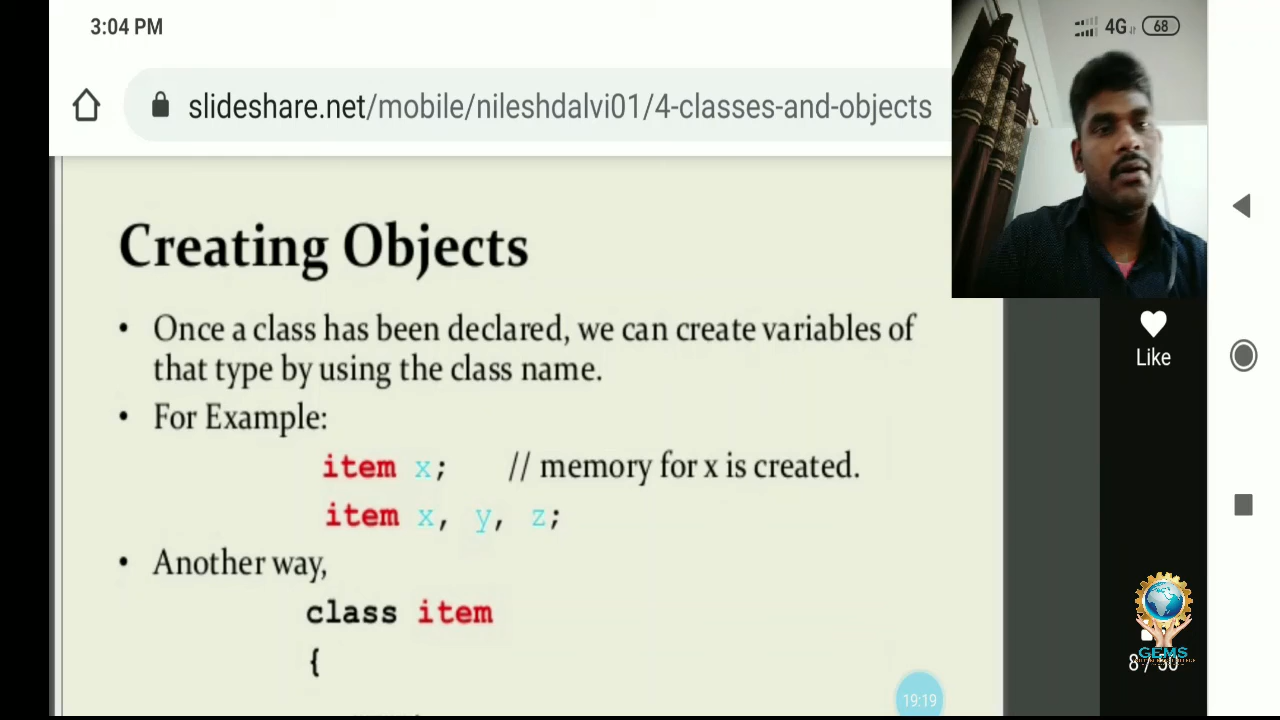 3:04 PM
4G 68
slideshare.net/mobile/nileshdalvi01/4-classes-and-objects
Creating Objects
• Once a class has been declared, we can create variables of
that type by using the class name.
• For Example:
item x; // memory for x is created.
item x, y, z;
• Another way,
class item
{
Like
GEMS
19:19